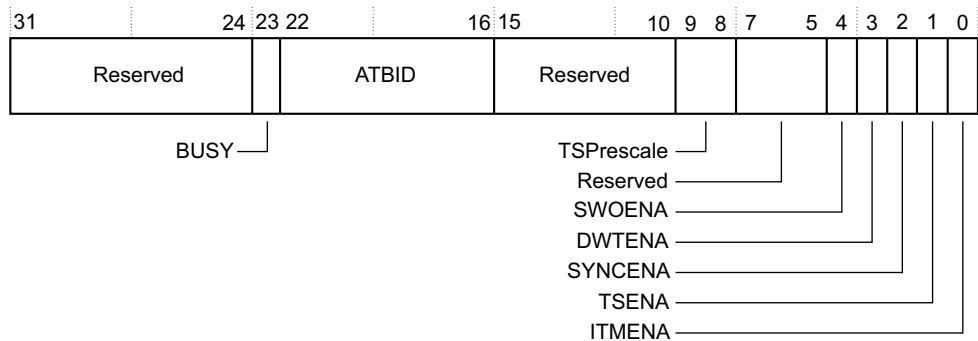 31 24 23 22 16 15 10 9 8 7 5 4 3 2 1 0
Reserved ATBID Reserved
BUSY TSPrescale
Reserved
SWOENA
DWTENA
SYNCENA
TSENA
ITMENA